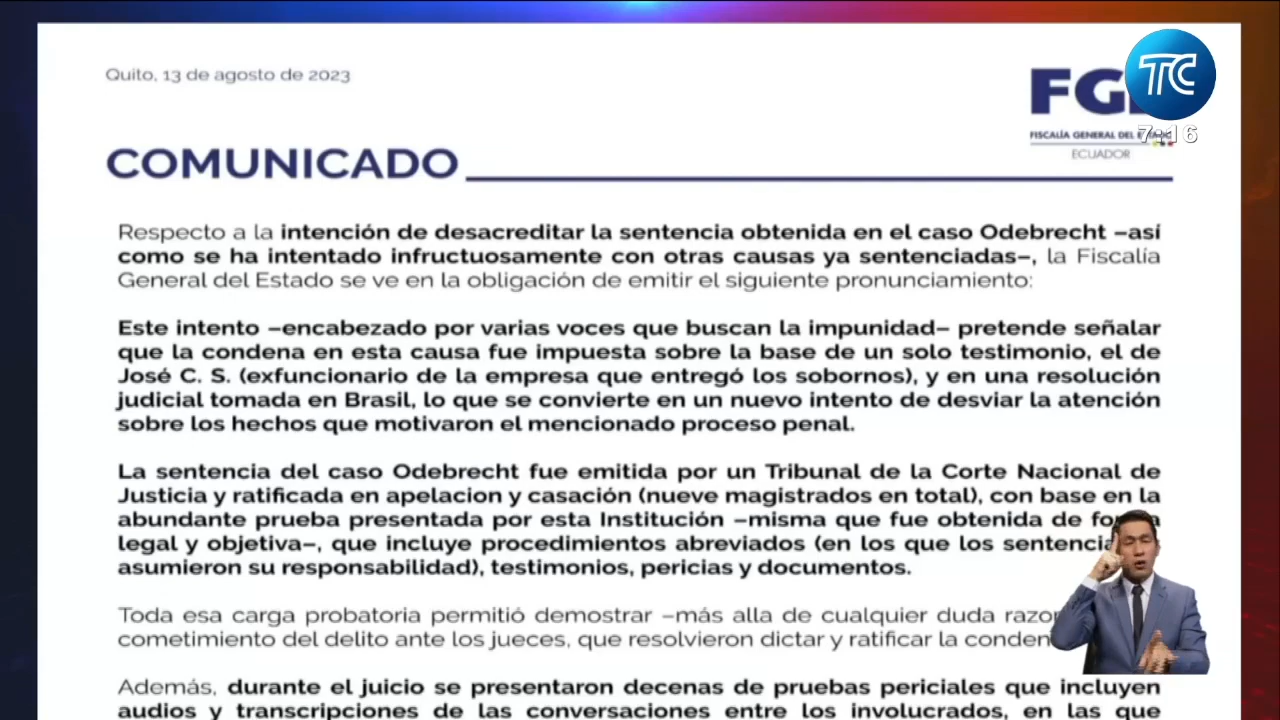 Quito, 13 de agosto de 2023
FG
TC
7:16
FISCALÍA GENERAL DEL
ECUADOR
COMUNICADO
Respecto a la intención de desacreditar la sentencia obtenida en el caso Odebrecht –así
como se ha intentado infructuosamente con otras causas ya sentenciadas–, la Fiscalía
General del Estado se ve en la obligación de emitir el siguiente pronunciamiento:
Este intento –encabezado por varias voces que buscan la impunidad– pretende señalar
que la condena en esta causa fue impuesta sobre la base de un solo testimonio, el de
José C. S. (exfuncionario de la empresa que entregó los sobornos), y en una resolución
judicial tomada en Brasil, lo que se convierte en un nuevo intento de desviar la atención
sobre los hechos que motivaron el mencionado proceso penal.
La sentencia del caso Odebrecht fue emitida por un Tribunal de la Corte Nacional de
Justicia y ratificada en apelacion y casación (nueve magistrados en total), con base en la
abundante prueba presentada por esta Institución –misma que fue obtenida de
legal y objetiva–, que incluye procedimientos abreviados (en los que los
asumieron su responsabilidad), testimonios, pericias y documentos.
Toda esa carga probatoria permitió demostrar –más alla de cualquier duda
cometimiento del delito ante los jueces, que resolvieron dictar y ratificar la
Además, durante el juicio se presentaron decenas de pruebas periciales que incluyen
audios y transcripciones de las conversaciones entre los involucrados, en las que